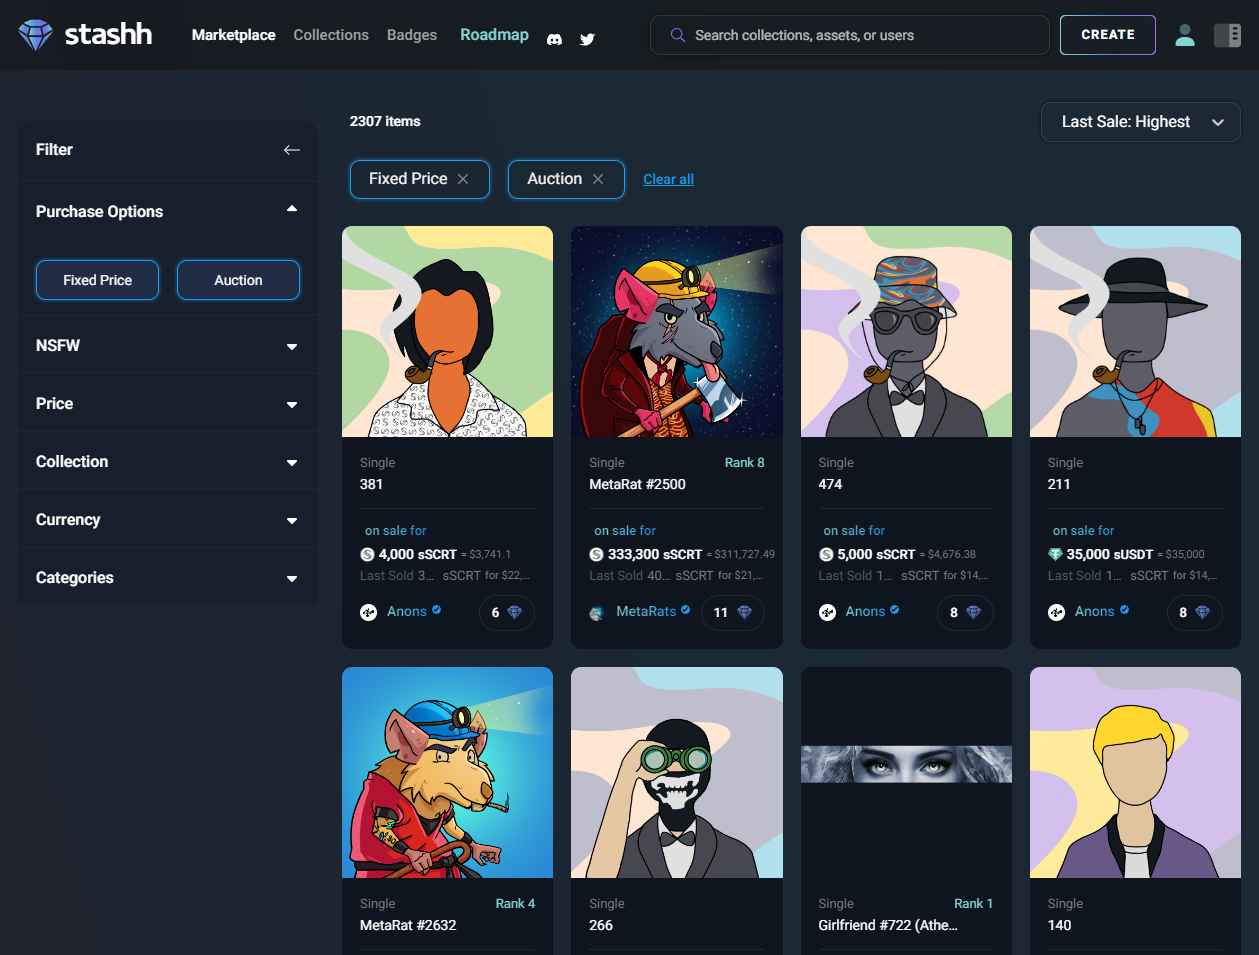 stashh
Marketplace Collections Badges Roadmap
Search collections, assets, or users
CREATE
2307 items
Last Sale: Highest
Filter
Fixed Price
Auction
Clear all
Purchase Options
Fixed Price
Auction
NSFW
Price
Collection
Currency
Categories
Single
381
on sale for
4,000 sSCRT = $3,741.1
Last Sold 3... sSCRT for $22,...
Anons
6
Single Rank 8
MetaRat #2500
on sale for
333,300 sSCRT = $311,727.49
Last Sold 40... sSCRT for $21,...
MetaRats
11
Single
474
on sale for
5,000 sSCRT = $4,676.38
Last Sold 1... sSCRT for $14,...
Anons
8
Single
211
on sale for
35,000 sUSDT = $35,000
Last Sold 1... sSCRT for $14,...
Anons
8
Single Rank 4
MetaRat #2632
Single
266
Single Rank 1
Girlfriend #722 (Athe...
Single
140